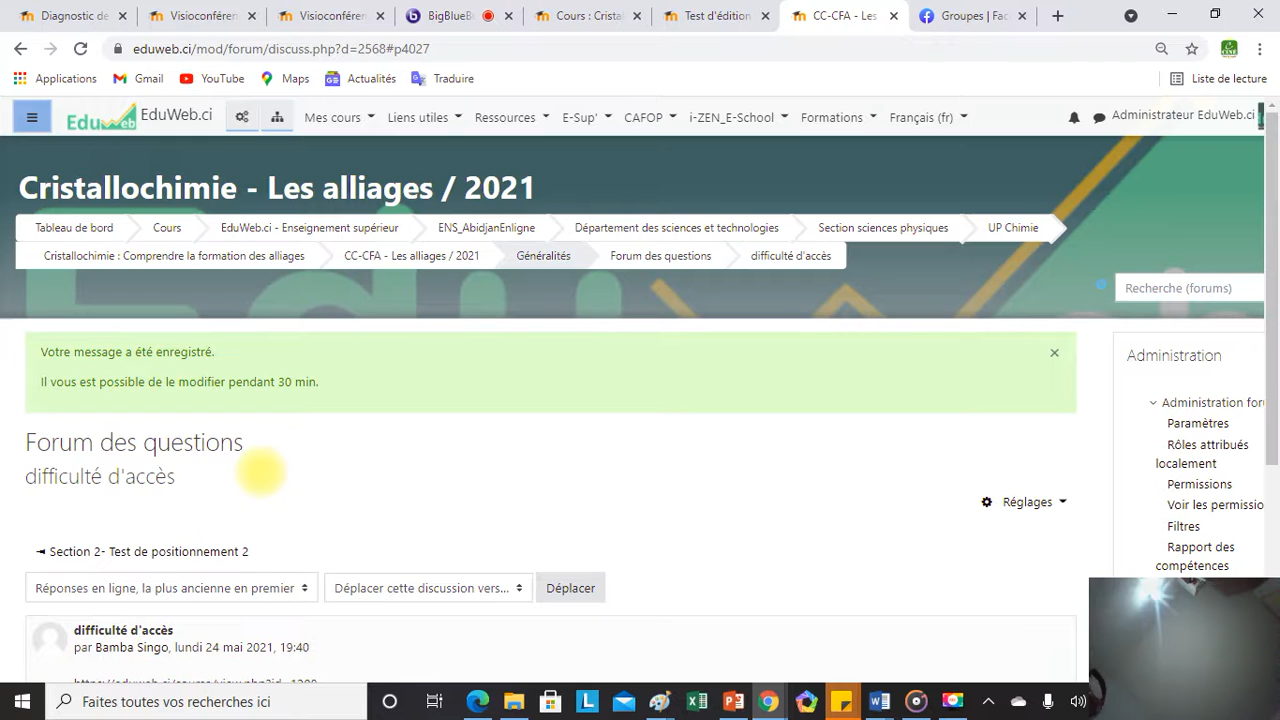 Diagnostic de
Visioconféren
Visioconféren
BigBlueB
Cours : Cristal
Test d'édition
CC-CFA - Les
Groupes | Fac
eduweb.ci/mod/forum/discuss.php?d=2568#p4027
Applications
Gmail
YouTube
Maps
Actualités
Traduire
Liste de lecture
Eduweb
EduWeb.ci
Mes cours
Liens utiles
Ressources
E-Sup'
CAFOP
i-ZEN_E-School
Formations
Français (fr)
Administrateur EduWeb.ci
Cristallochimie - Les alliages / 2021
Tableau de bord
Cours
EduWeb.ci - Enseignement supérieur
ENS_AbidjanEnligne
Département des sciences et technologies
Section sciences physiques
UP Chimie
Cristallochimie : Comprendre la formation des alliages
CC-CFA - Les alliages / 2021
Généralités
Forum des questions
difficulté d'accès
Recherche (forums)
Votre message a été enregistré.
Il vous est possible de le modifier pendant 30 min.
Forum des questions
difficulté d'accès
Réglages
Section 2- Test de positionnement 2
Réponses en ligne, la plus ancienne en premier
Déplacer cette discussion vers...
Déplacer
difficulté d'accès
par Bamba Singo, lundi 24 mai 2021, 19:40
Administration
Administration foru
Paramètres
Rôles attribués
localement
Permissions
Voir les permissio
Filtres
Rapport des
compétences
Faites toutes vos recherches ici